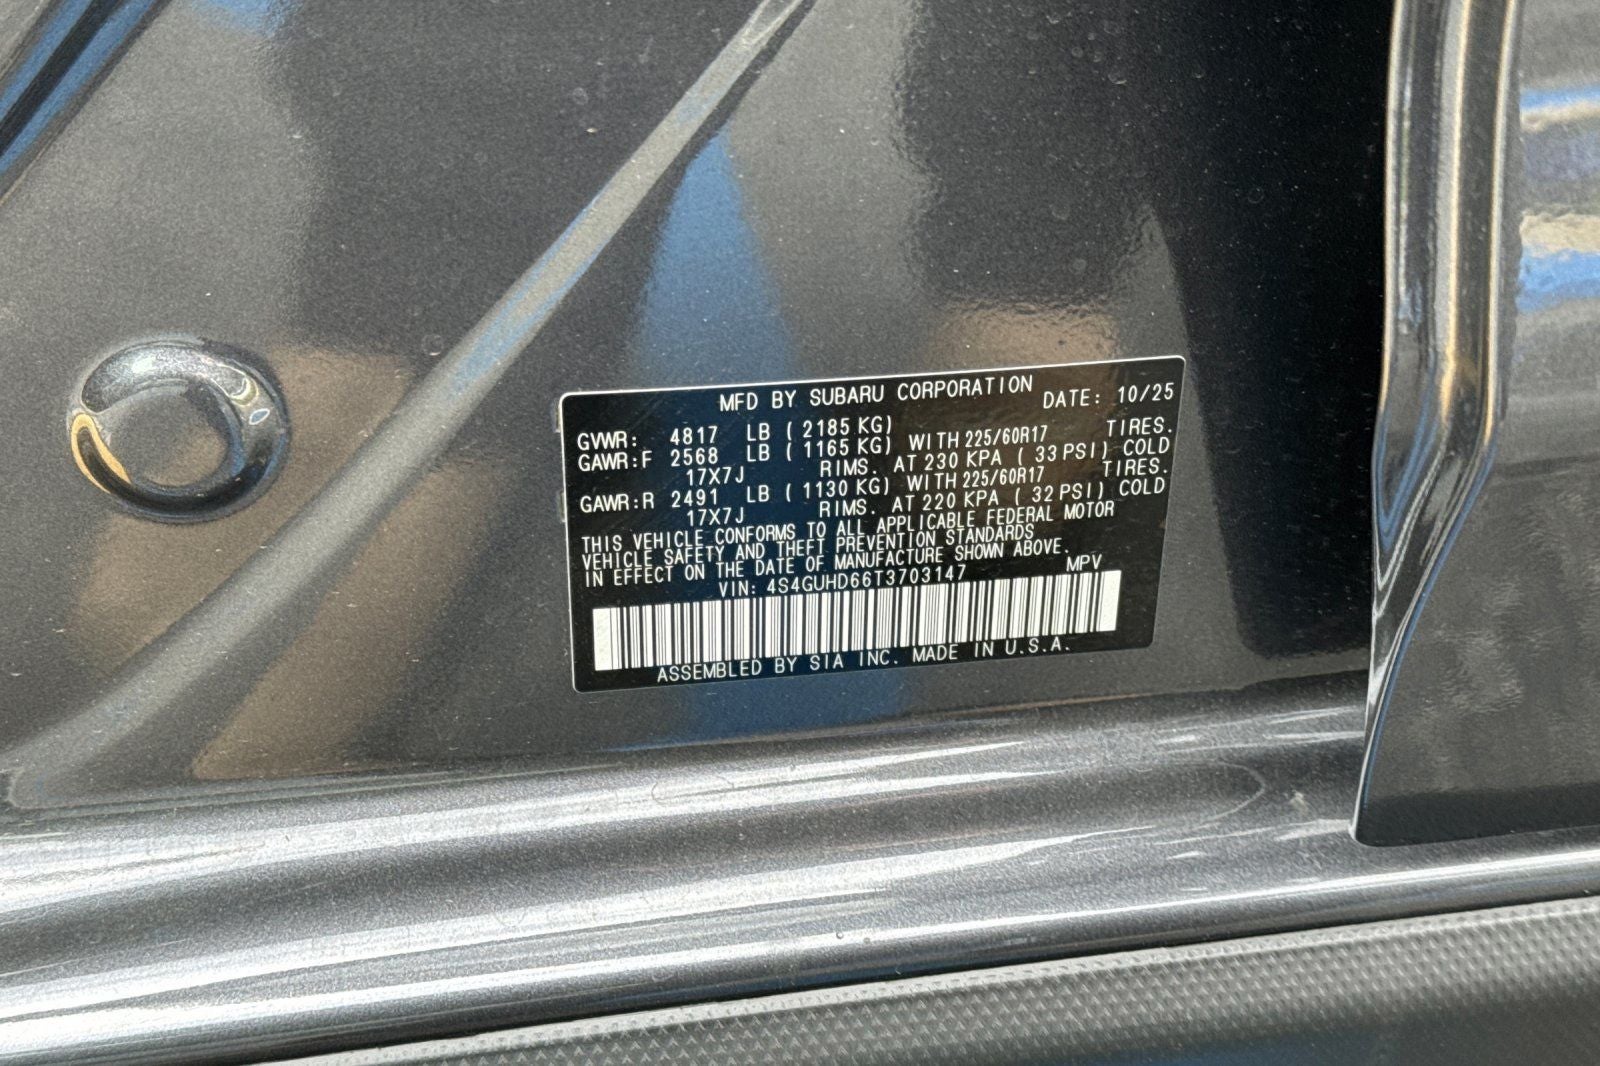 MFD BY SUBARU CORPORATION DATE: 10/25
GVWR: 4817 LB ( 2185 KG)
GAWR:F 2568 LB ( 1165 KG) WITH 225/60R17 TIRES.
17X7J RIMS. AT 230 KPA ( 33 PSI) COLD
GAWR:R 2491 LB ( 1130 KG) WITH 225/60R17 TIRES.
17X7J RIMS. AT 220 KPA ( 32 PSI) COLD
THIS VEHICLE CONFORMS TO ALL APPLICABLE FEDERAL MOTOR
VEHICLE SAFETY AND THEFT PREVENTION STANDARDS
IN EFFECT ON THE DATE OF MANUFACTURE SHOWN ABOVE.
VIN: 4S4GUHD66T3703147 MPV
ASSEMBLED BY SIA INC. MADE IN U.S.A.